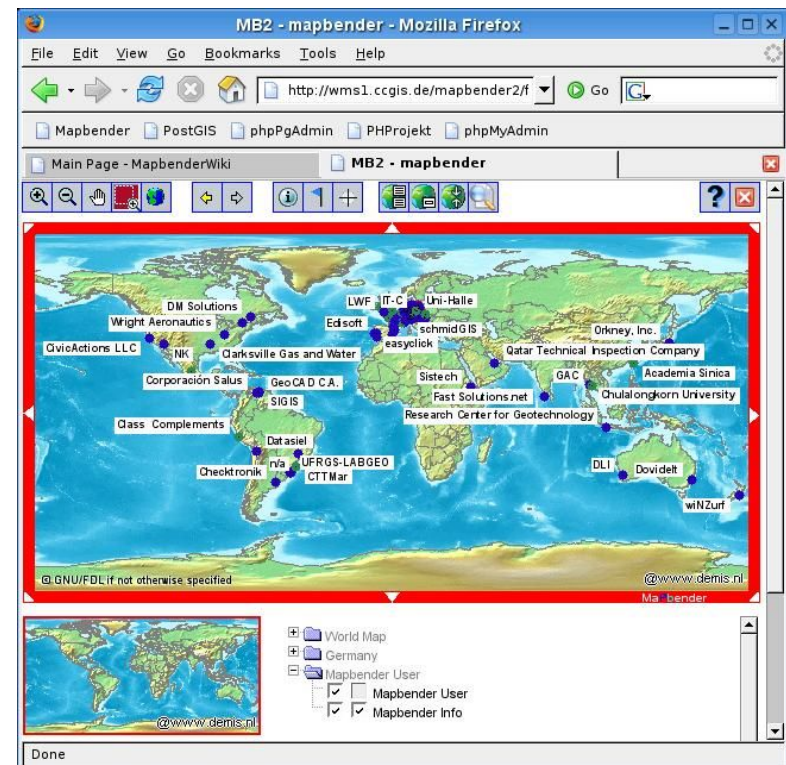 MB2 - mapbender - Mozilla Firefox
File Edit View Go Bookmarks Tools Help
http://wms1.ccgis.de/mapbender2/f Go G
Mapbender PostGIS phpPgAdmin PHProjekt phpMyAdmin
Main Page - MapbenderWiki MB2 - mapbender
?
LWF IT-C Uni-Halle
DM Solutions
Wright Aeronautics Edisoft schmidGIS Orkney, Inc.
CivicActions LLC NK Clarksville Gas and Water easyclick Qatar Technical Inspection Company
Corporación Salus GeoCAD C.A. Sistech GAC Academia Sinica
SIGIS Fast Solutions.net Chulalongkorn University
Class Complements Research Center for Geotechnology
Datasiel
Checktronik n/a UFRGS-LABGEO DLI Dovidelt
CTTMar
wiNZurf
@ GNU/FDL if not otherwise specified @www.demis.nl
Mapbender
World Map
Germany
Mapbender User
Mapbender User
Mapbender Info
@www.demis.nl
Done